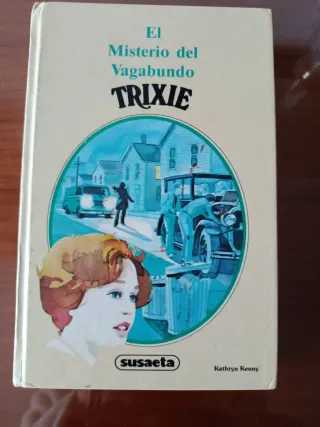 El
Misterio del
Vagabundo
TRIXIE
susaeta
Kathryn Kenny